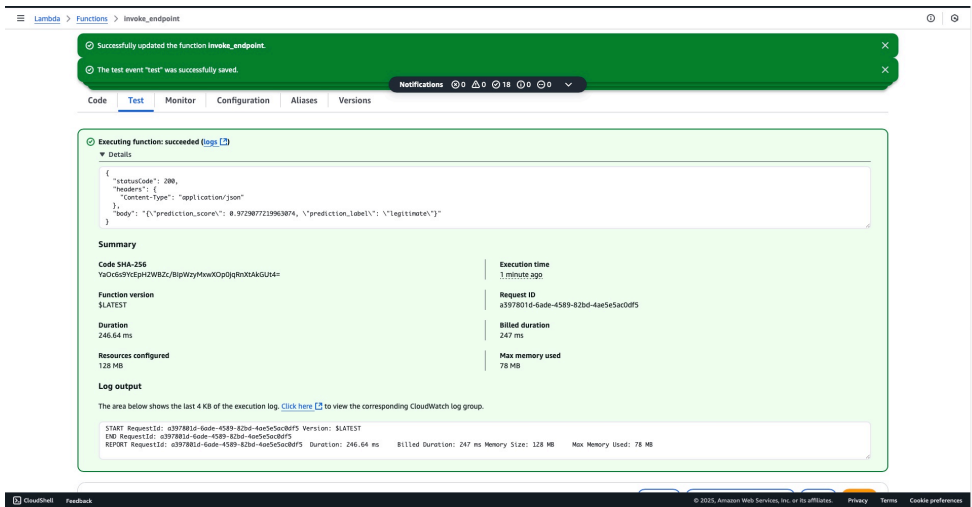 Lambda > Functions > invoke_endpoint
Successfully updated the function invoke_endpoint.
The test event "test" was successfully saved.
Notifications 0 0 18 0 0
Code Test Monitor Configuration Aliases Versions
Executing function: succeeded (logs)
Details
{
"statusCode": 200,
"headers": {
"Content-Type": "application/json"
},
"body": "{\"prediction_score\": 0.9729077219963074, \"prediction_label\": \"legitimate\"}"
}
Summary
Code SHA-256
YaOc6s9YcEpH2WBZc/BIpWzyMxwXOp0jqRnXtAkGUt4=
Execution time
1 minute ago
Function version
$LATEST
Request ID
a397801d-6ade-4589-82bd-4ae5e5ac0df5
Duration
246.64 ms
Billed duration
247 ms
Resources configured
128 MB
Max memory used
78 MB
Log output
The area below shows the last 4 KB of the execution log. Click here to view the corresponding CloudWatch log group.
START RequestId: a397801d-6ade-4589-82bd-4ae5e5ac0df5 Version: $LATEST
END RequestId: a397801d-6ade-4589-82bd-4ae5e5ac0df5
REPORT RequestId: a397801d-6ade-4589-82bd-4ae5e5ac0df5 Duration: 246.64 ms Billed Duration: 247 ms Memory Size: 128 MB Max Memory Used: 78 MB
CloudShell Feedback © 2025, Amazon Web Services, Inc. or its affiliates. Privacy Terms Cookie preferences